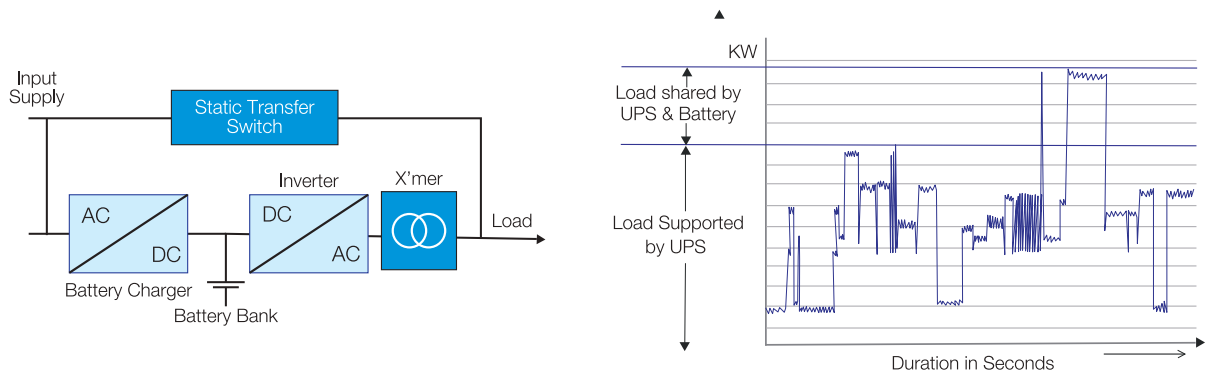 Input
Supply
Static Transfer
Switch
Inverter
X'mer
AC
DC
DC
AC
Load
Battery Charger
Battery Bank
KW
Load shared by
UPS & Battery
Load Supported
by UPS
Duration in Seconds